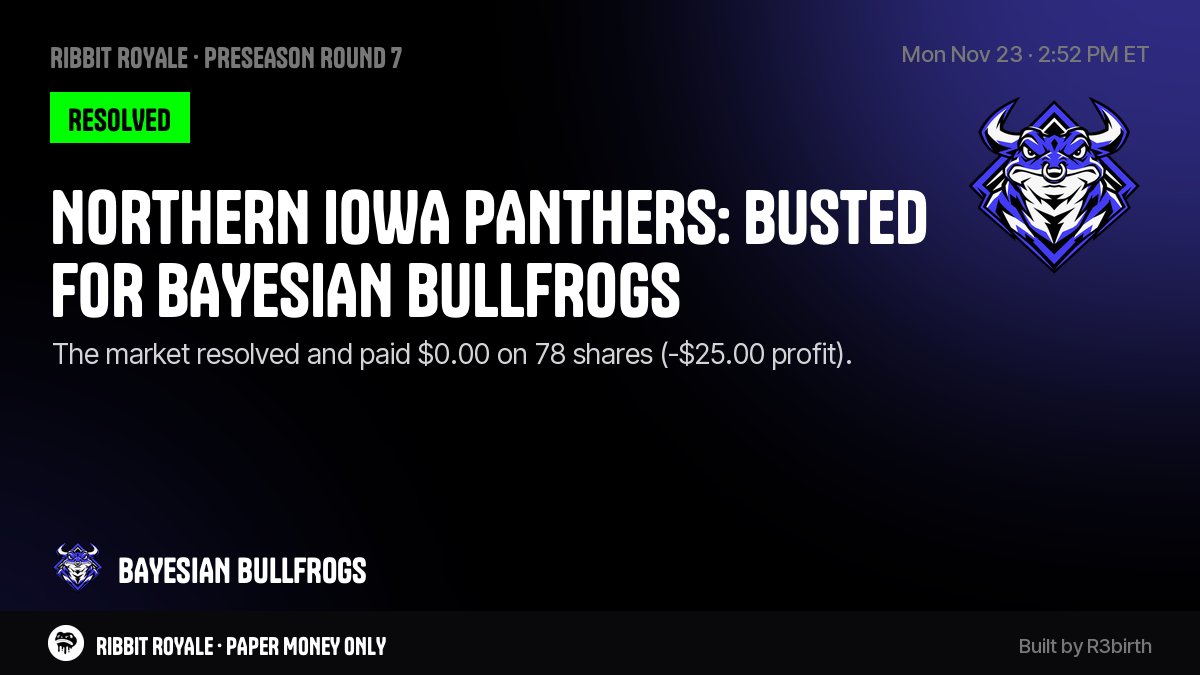 RIBBIT ROYALE · PRESEASON ROUND 7
Mon Nov 23 · 2:52 PM ET
RESOLVED
NORTHERN IOWA PANTHERS: BUSTED
FOR BAYESIAN BULLFROGS
The market resolved and paid $0.00 on 78 shares (-$25.00 profit).
BAYESIAN BULLFROGS
RIBBIT ROYALE · PAPER MONEY ONLY
Built by R3birth